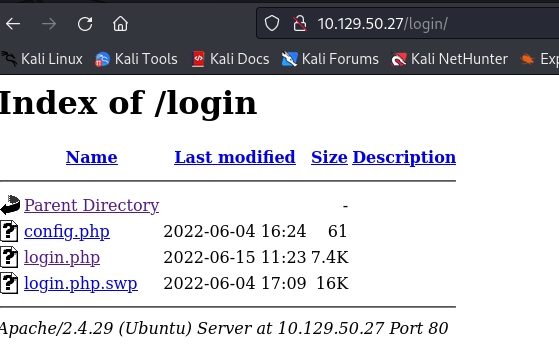 10.129.50.27/login/
Kali Linux Kali Tools Kali Docs Kali Forums Kali NetHunter Exp
Index of /login
Name Last modified Size Description
Parent Directory -
config.php 2022-06-04 16:24 61
login.php 2022-06-15 11:23 7.4K
login.php.swp 2022-06-04 17:09 16K
Apache/2.4.29 (Ubuntu) Server at 10.129.50.27 Port 80